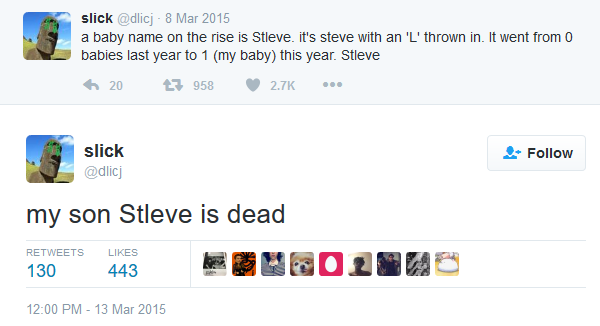 slick @dlicj · 8 Mar 2015
a baby name on the rise is Stleve. it's steve with an 'L' thrown in. It went from 0
babies last year to 1 (my baby) this year. Stleve
20 958 2.7K
slick
@dlicj
Follow
my son Stleve is dead
RETWEETS LIKES
130 443
12:00 PM - 13 Mar 2015